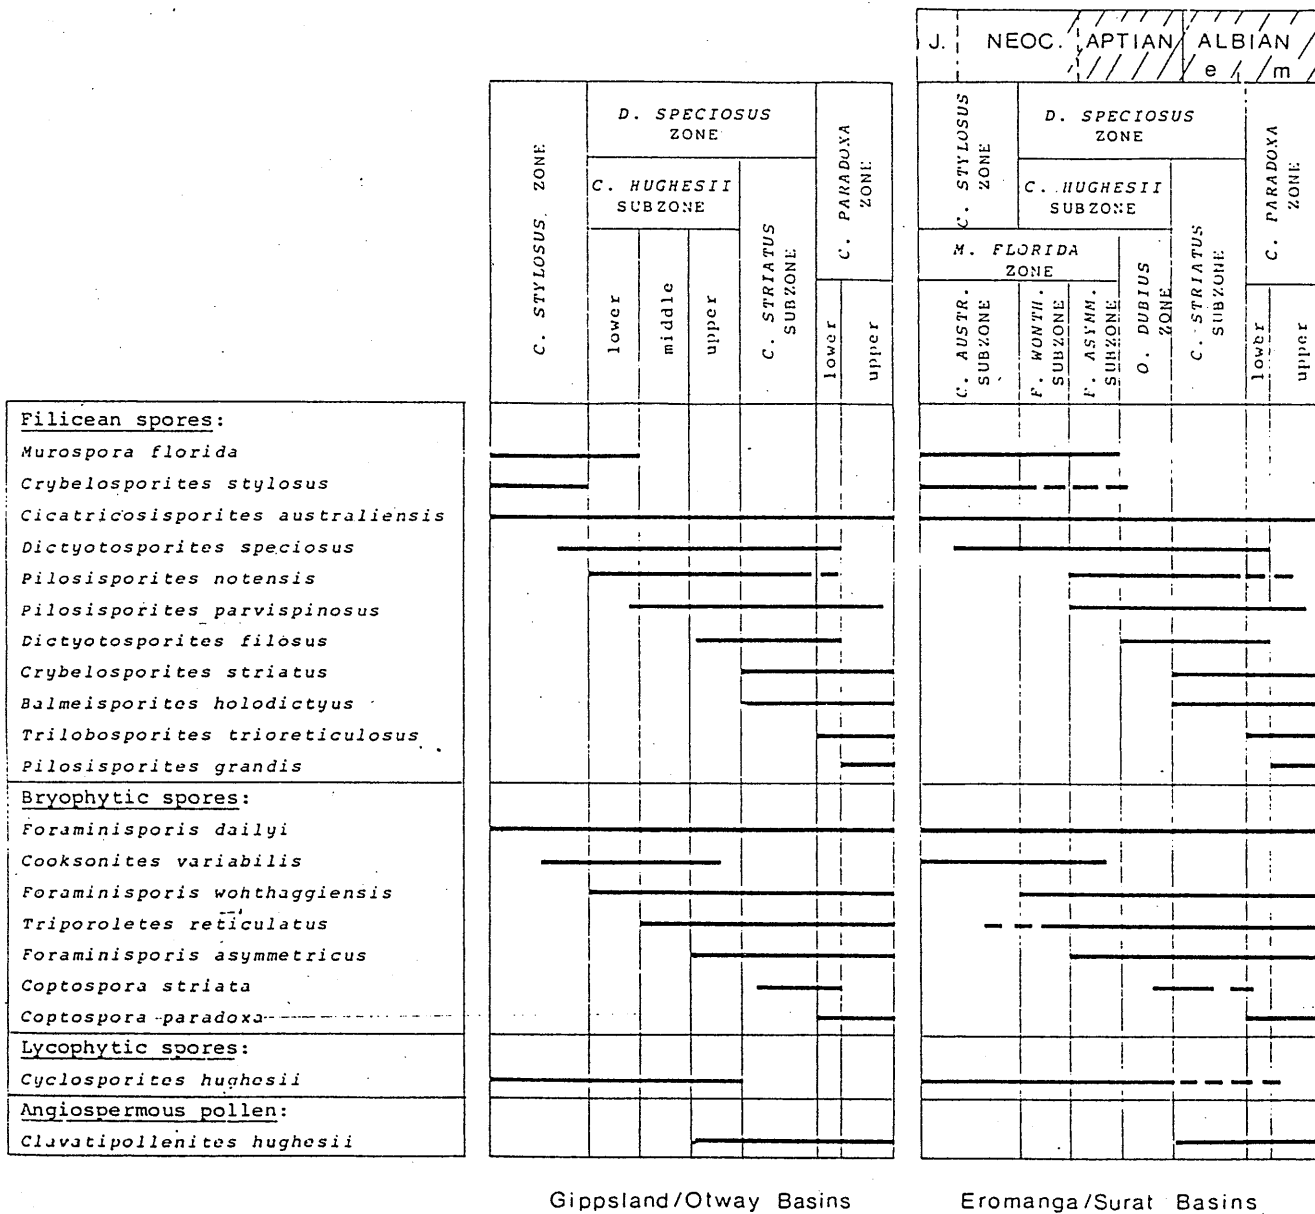 J. NEOC. APTIAN ALBIAN
e m
C. STYLOSUS ZONE
D. SPECIOSUS
ZONE
C. HUGHESII
SUBZONE
lower
middle
upper
C. STRIATUS
SUBZONE
C. PARADOXA
ZONE
lower
upper
C. STYLOSUS
ZONE
D. SPECIOSUS
ZONE
C. HUGHESII
SUBZONE
M. FLORIDA
ZONE
C. AUSTR.
SUBZONE
F. WONTH.
SUBZONE
F. ASYMM.
SUBZONE
O. DUBIUS
ZONE
C. STRIATUS
SUBZONE
C. PARADOXA
ZONE
lower
upper
Filicean spores:
Murospora florida
Crybelosporites stylosus
Cicatricosisporites australiensis
Dictyotosporites speciosus
Pilosisporites notensis
Pilosisporites parvispinosus
Dictyotosporites filosus
Crybelosporites striatus
Balmeisporites holodictyus
Trilobosporites trioreticulosus
Pilosisporites grandis
Bryophytic spores:
Foraminisporis dailyi
Cooksonites variabilis
Foraminisporis wonthaggiensis
Triporoletes reticulatus
Foraminisporis asymmetricus
Coptospora striata
Coptospora paradoxa
Lycophytic spores:
Cyclosporites hughesii
Angiospermous pollen:
Clavatipollenites hughesii
Gippsland/Otway Basins
Eromanga/Surat Basins